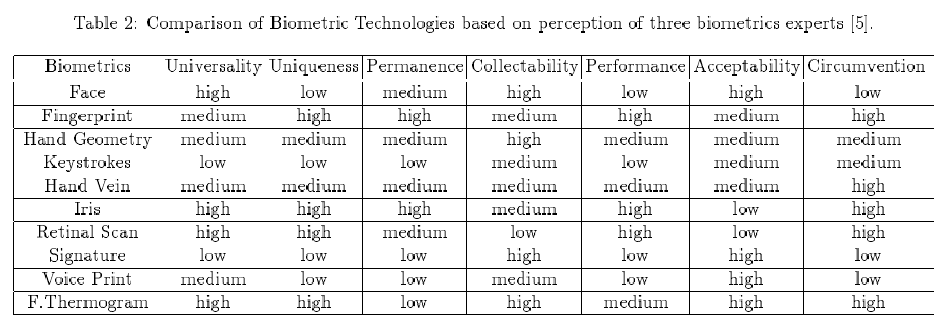 Table 2: Comparison of Biometric Technologies based on perception of three biometrics experts [5].
Biometrics Universality Uniqueness Permanence Collectability Performance Acceptability Circumvention
Face high low medium high low high low
Fingerprint medium high high medium high medium high
Hand Geometry medium medium medium high medium medium medium
Keystrokes low low low medium low medium medium
Hand Vein medium medium medium medium medium medium high
Iris high high high medium high low high
Retinal Scan high high medium low high low high
Signature low low low high low high low
Voice Print medium low low medium low high low
F.Thermogram high high low high medium high high